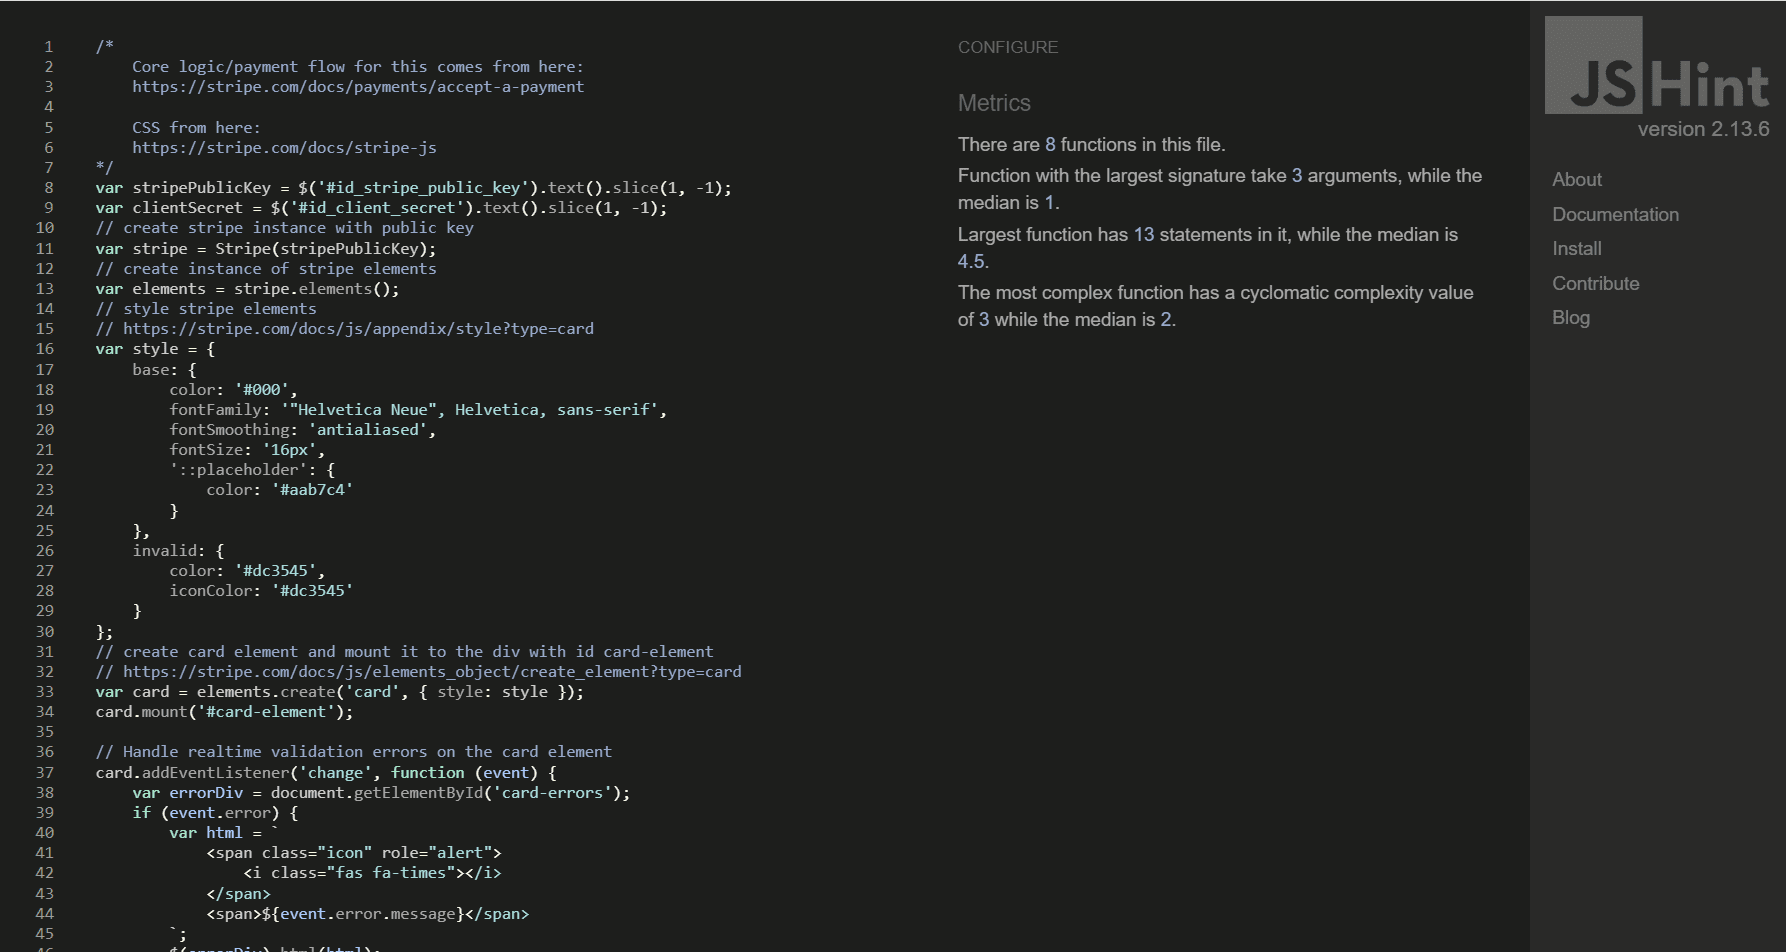 1 /*
2 Core logic/payment flow for this comes from here:
3 https://stripe.com/docs/payments/accept-a-payment
4
5 CSS from here:
6 https://stripe.com/docs/stripe-js
7 */
8 var stripePublicKey = $('#id_stripe_public_key').text().slice(1, -1);
9 var clientSecret = $('#id_client_secret').text().slice(1, -1);
10 // create stripe instance with public key
11 var stripe = Stripe(stripePublicKey);
12 // create instance of stripe elements
13 var elements = stripe.elements();
14 // style stripe elements
15 // https://stripe.com/docs/js/appendix/style?type=card
16 var style = {
17 base: {
18 color: '#000',
19 fontFamily: '"Helvetica Neue", Helvetica, sans-serif',
20 fontSmoothing: 'antialiased',
21 fontSize: '16px',
22 '::placeholder': {
23 color: '#aab7c4'
24 }
25 },
26 invalid: {
27 color: '#dc3545',
28 iconColor: '#dc3545'
29 }
30 };
31 // create card element and mount it to the div with id card-element
32 // https://stripe.com/docs/js/elements_object/create_element?type=card
33 var card = elements.create('card', { style: style });
34 card.mount('#card-element');
35
36 // Handle realtime validation errors on the card element
37 card.addEventListener('change', function (event) {
38 var errorDiv = document.getElementById('card-errors');
39 if (event.error) {
40 var html = `
41 <span class="icon" role="alert">
42 <i class="fas fa-times"></i>
43 </span>
44 <span>${event.error.message}</span>
45 `;
46 $(errorDiv).html(html);
CONFIGURE
Metrics
There are 8 functions in this file.
Function with the largest signature take 3 arguments, while the
median is 1.
Largest function has 13 statements in it, while the median is
4.5.
The most complex function has a cyclomatic complexity value
of 3 while the median is 2.
JSHint
version 2.13.6
About
Documentation
Install
Contribute
Blog